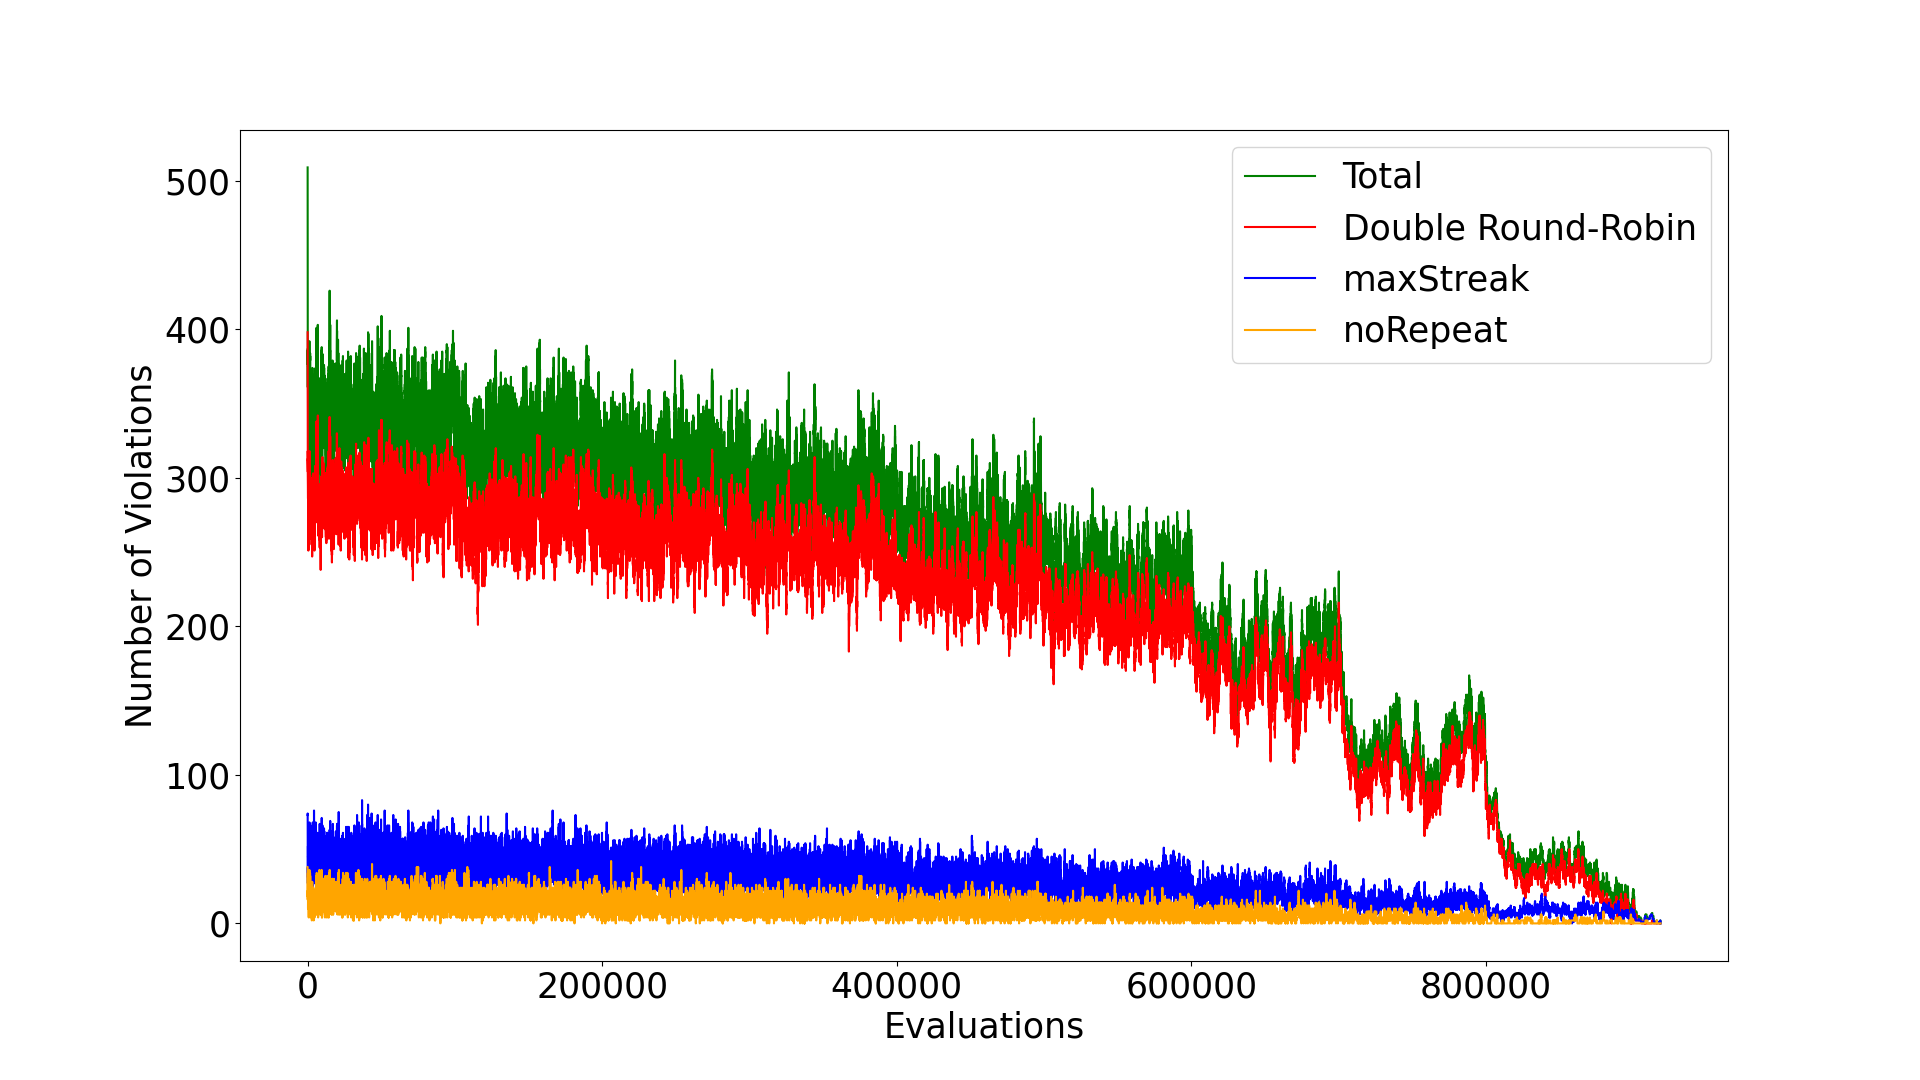 Total
Double Round-Robin
maxStreak
noRepeat
Number of Violations
500
400
300
200
100
0
0 200000 400000 600000 800000
Evaluations